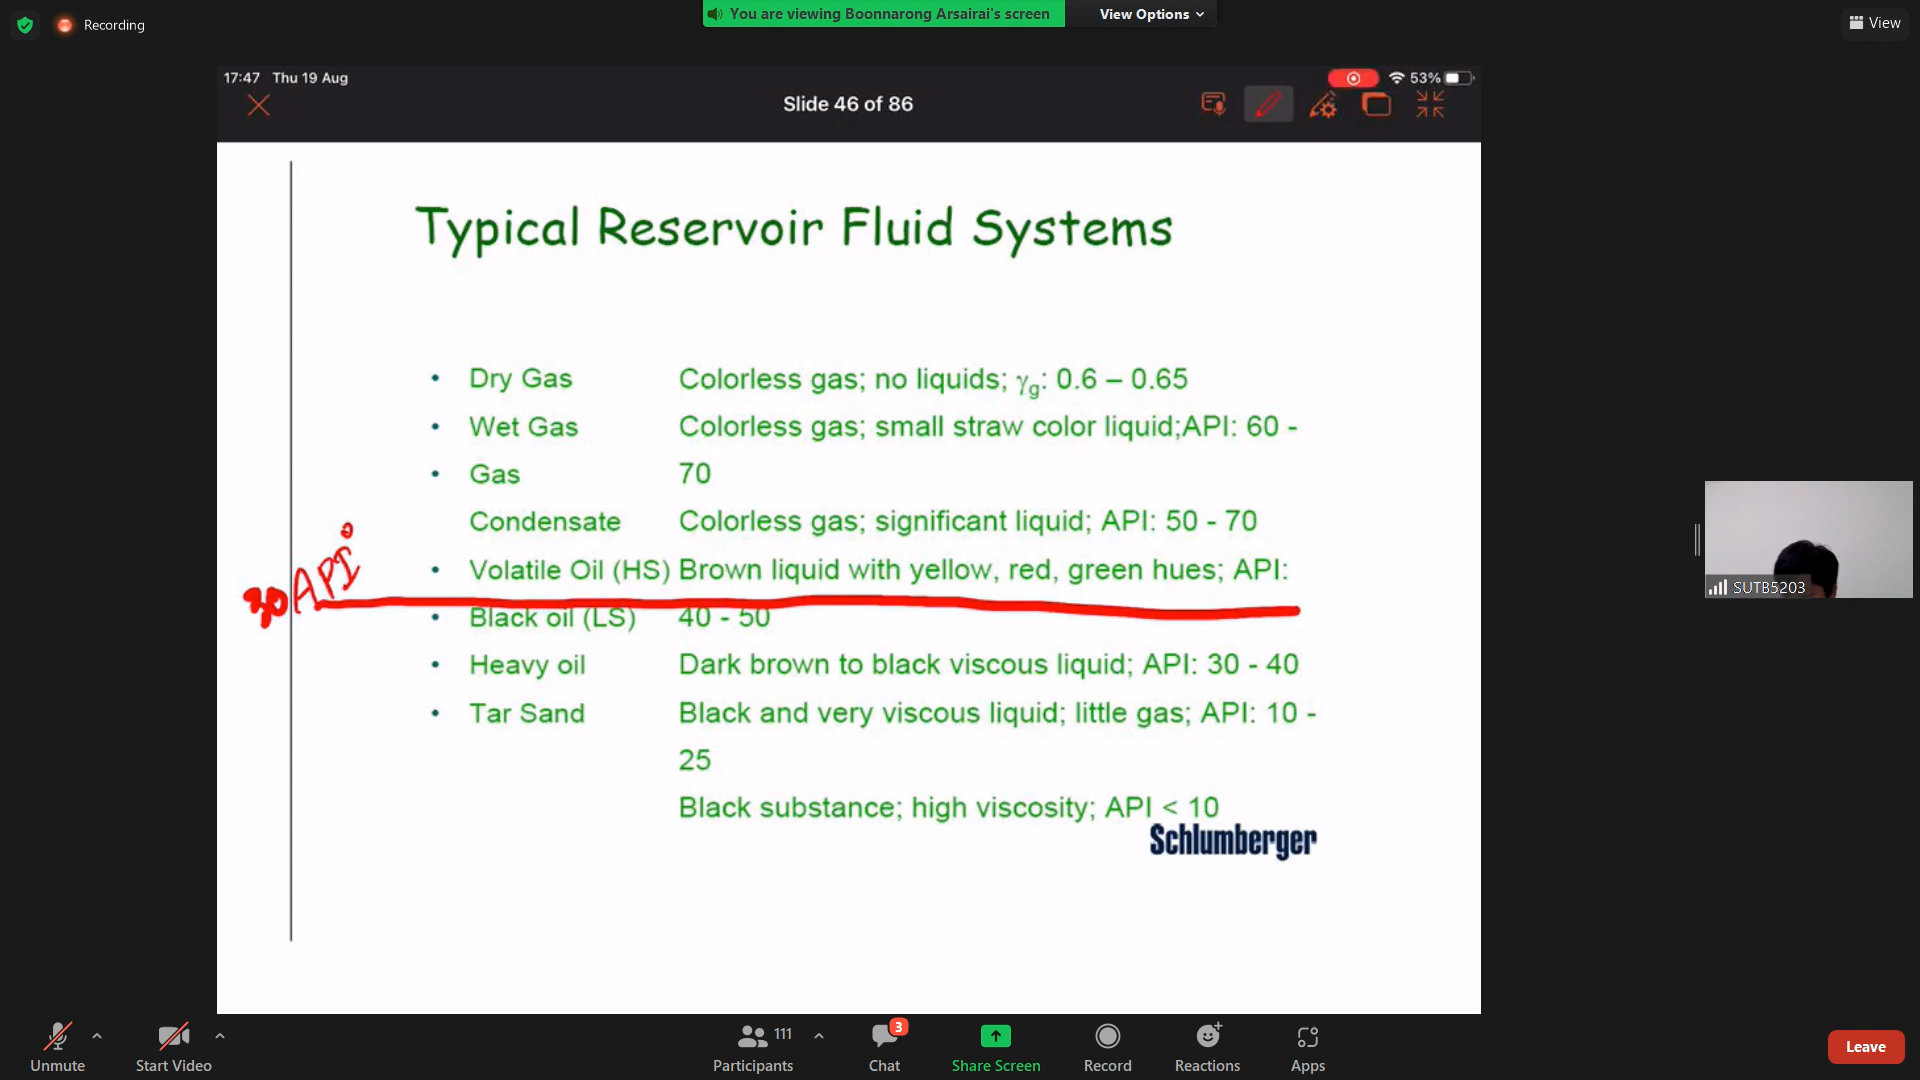 Recording
You are viewing Boonnarong Arsairai's screen
View Options
View
17:47 Thu 19 Aug
53%
Slide 46 of 86
Typical Reservoir Fluid Systems
• Dry Gas Colorless gas; no liquids; γg: 0.6 – 0.65
• Wet Gas Colorless gas; small straw color liquid;API: 60 -
• Gas 70
Condensate Colorless gas; significant liquid; API: 50 - 70
• Volatile Oil (HS) Brown liquid with yellow, red, green hues; API:
API°
• Black oil (LS) 40 - 50
• Heavy oil Dark brown to black viscous liquid; API: 30 - 40
• Tar Sand Black and very viscous liquid; little gas; API: 10 -
25
Black substance; high viscosity; API < 10
Schlumberger
SUTB5203
Unmute
Start Video
111
Participants
3
Chat
Share Screen
Record
Reactions
Apps
Leave